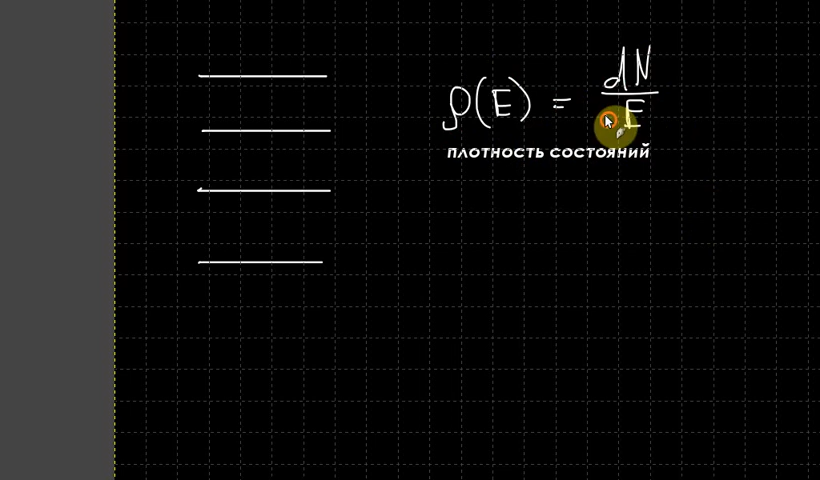 ρ(E) = dN/E
ПЛОТНОСТЬ СОСТОЯНИЙ